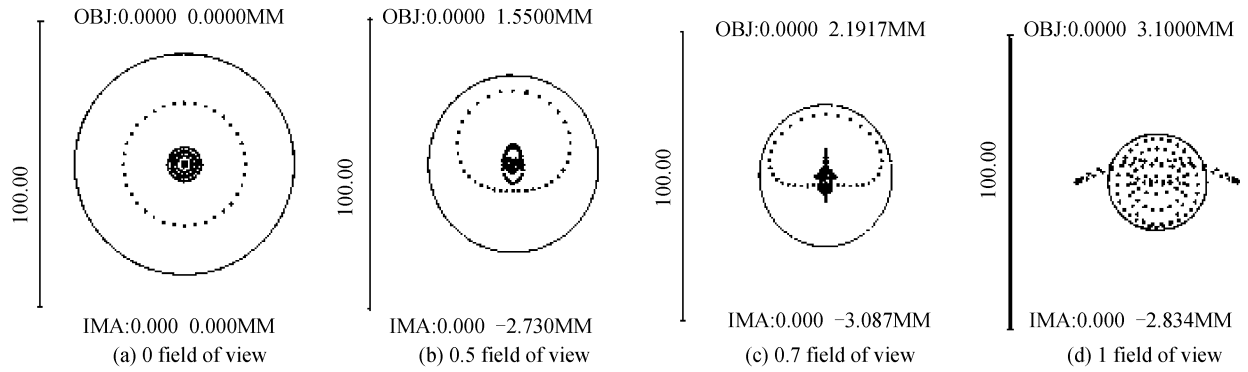 OBJ:0.0000 0.0000MM
100.00
IMA:0.000 0.000MM
(a) 0 field of view
OBJ:0.0000 1.5500MM
100.00
IMA:0.000 −2.730MM
(b) 0.5 field of view
OBJ:0.0000 2.1917MM
100.00
IMA:0.000 −3.087MM
(c) 0.7 field of view
OBJ:0.0000 3.1000MM
100.00
IMA:0.000 −2.834MM
(d) 1 field of view